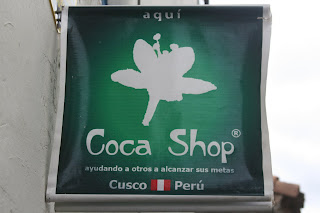 aquí
Coca Shop®
ayudando a otros a alcanzar sus metas
Cusco Perú